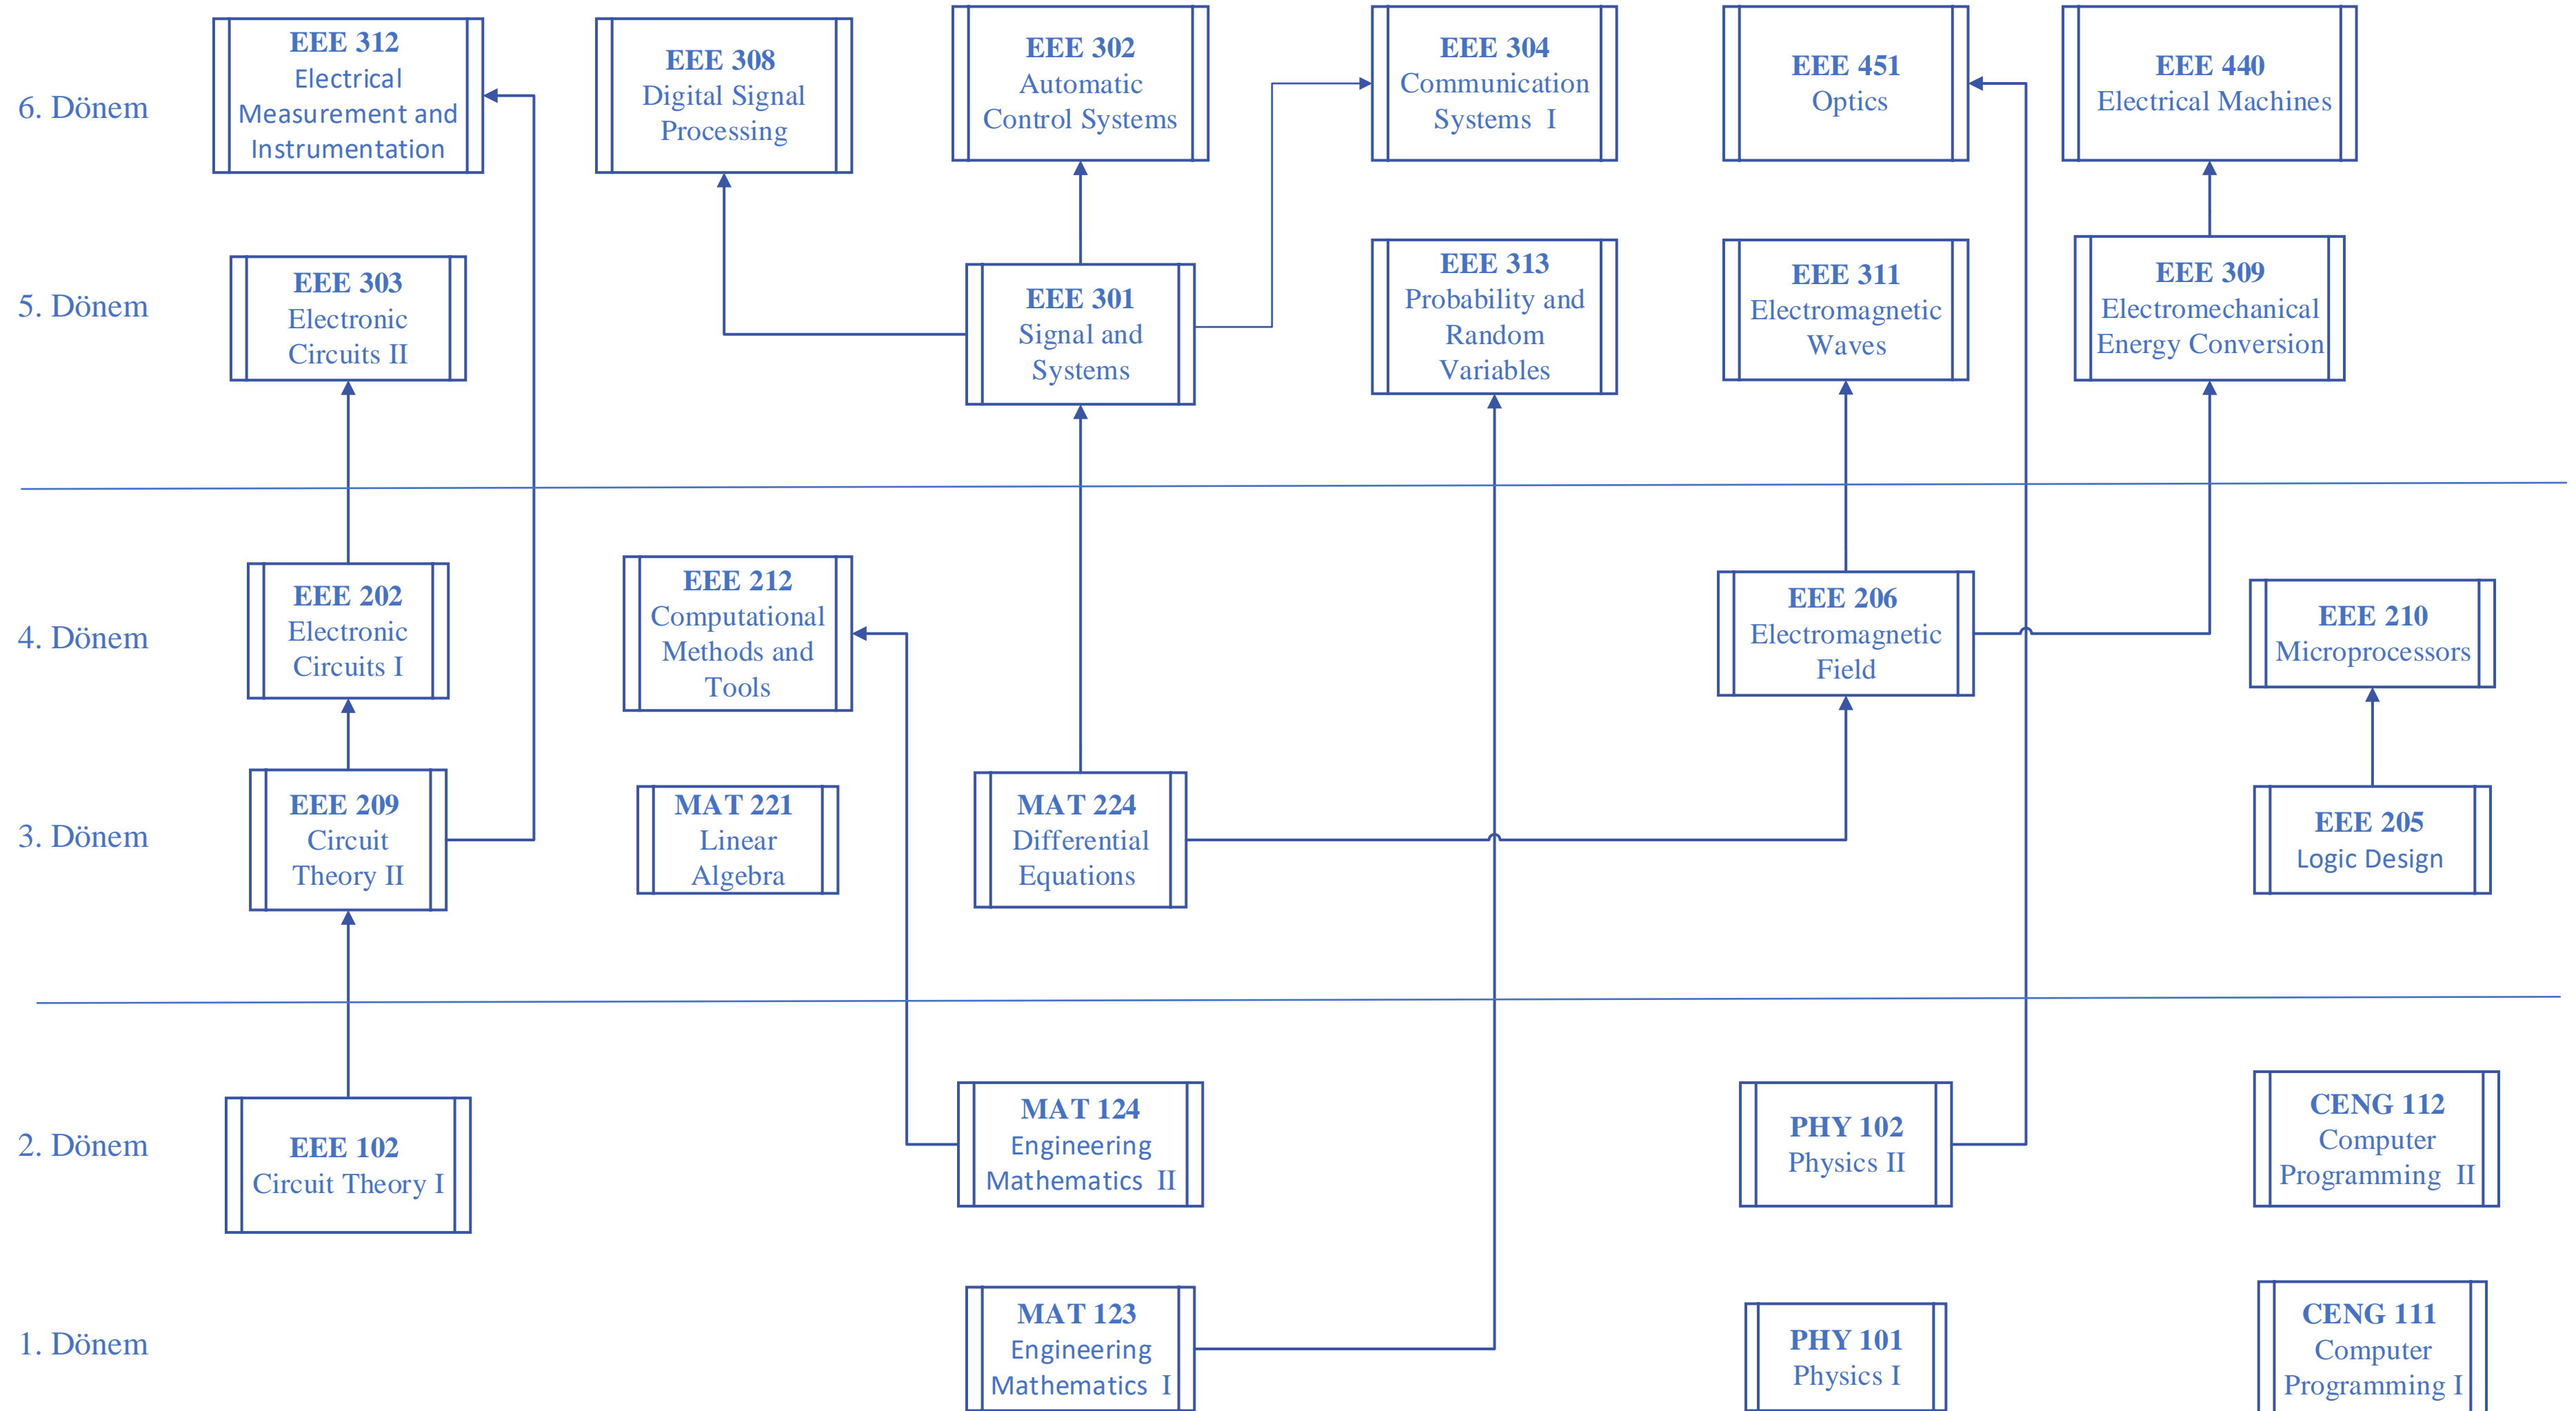 6. Dönem
EEE 312
Electrical
Measurement and
Instrumentation
EEE 308
Digital Signal
Processing
EEE 302
Automatic
Control Systems
EEE 304
Communication
Systems I
EEE 451
Optics
EEE 440
Electrical Machines
5. Dönem
EEE 303
Electronic
Circuits II
EEE 301
Signal and
Systems
EEE 313
Probability and
Random
Variables
EEE 311
Electromagnetic
Waves
EEE 309
Electromechanical
Energy Conversion
4. Dönem
EEE 202
Electronic
Circuits I
EEE 212
Computational
Methods and
Tools
EEE 206
Electromagnetic
Field
EEE 210
Microprocessors
3. Dönem
EEE 209
Circuit
Theory II
MAT 221
Linear
Algebra
MAT 224
Differential
Equations
EEE 205
Logic Design
2. Dönem
EEE 102
Circuit Theory I
MAT 124
Engineering
Mathematics II
PHY 102
Physics II
CENG 112
Computer
Programming II
1. Dönem
MAT 123
Engineering
Mathematics I
PHY 101
Physics I
CENG 111
Computer
Programming I